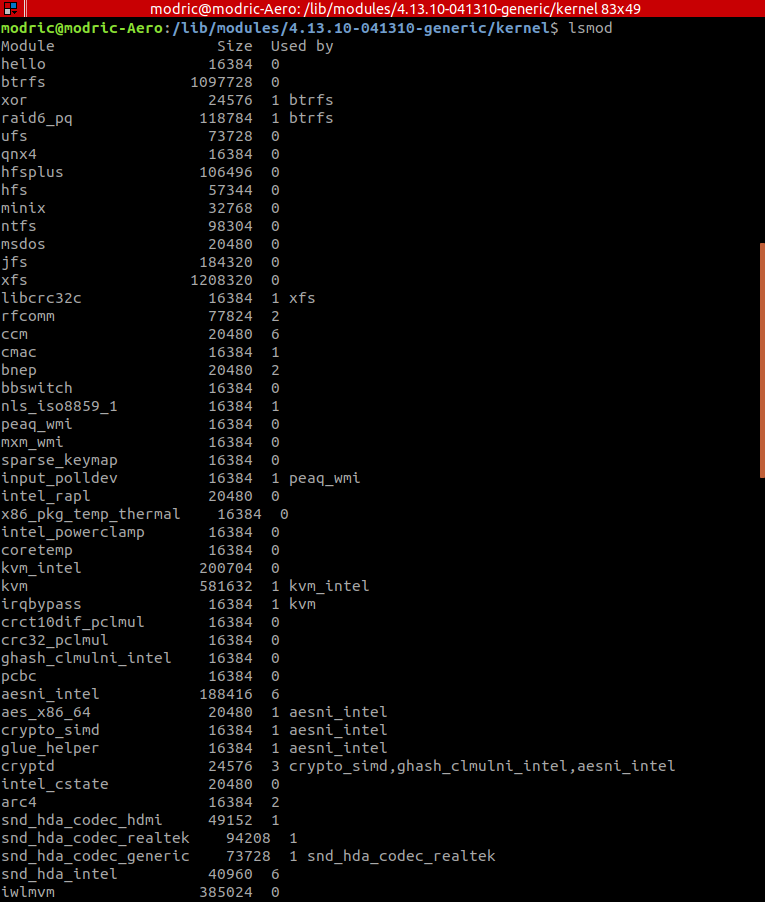 modric@modric-Aero: /lib/modules/4.13.10-041310-generic/kernel 83x49
modric@modric-Aero:/lib/modules/4.13.10-041310-generic/kernel$ lsmod
Module                  Size  Used by
hello                  16384  0
btrfs                1097728  0
xor                    24576  1 btrfs
raid6_pq              118784  1 btrfs
ufs                    73728  0
qnx4                   16384  0
hfsplus               106496  0
hfs                    57344  0
minix                  32768  0
ntfs                   98304  0
msdos                  20480  0
jfs                   184320  0
xfs                  1208320  0
libcrc32c              16384  1 xfs
rfcomm                 77824  2
ccm                    20480  6
cmac                   16384  1
bnep                   20480  2
bbswitch               16384  0
nls_iso8859_1          16384  1
peaq_wmi               16384  0
mxm_wmi                16384  0
sparse_keymap          16384  0
input_polldev          16384  1 peaq_wmi
intel_rapl             20480  0
x86_pkg_temp_thermal    16384  0
intel_powerclamp       16384  0
coretemp               16384  0
kvm_intel             200704  0
kvm                   581632  1 kvm_intel
irqbypass              16384  1 kvm
crct10dif_pclmul       16384  0
crc32_pclmul           16384  0
ghash_clmulni_intel    16384  0
pcbc                   16384  0
aesni_intel           188416  6
aes_x86_64             20480  1 aesni_intel
crypto_simd            16384  1 aesni_intel
glue_helper            16384  1 aesni_intel
cryptd                 24576  3 crypto_simd,ghash_clmulni_intel,aesni_intel
intel_cstate           20480  0
arc4                   16384  2
snd_hda_codec_hdmi     49152  1
snd_hda_codec_realtek    94208  1
snd_hda_codec_generic    73728  1 snd_hda_codec_realtek
snd_hda_intel          40960  6
iwlmvm                385024  0